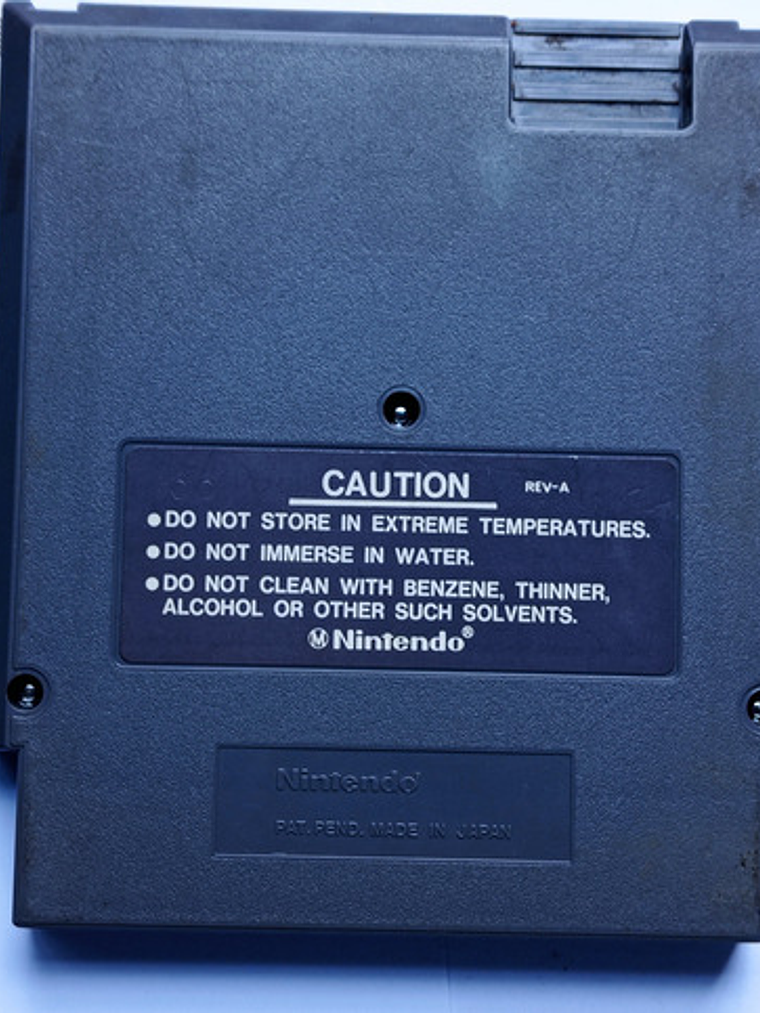 CAUTION REV-A
●DO NOT STORE IN EXTREME TEMPERATURES.
●DO NOT IMMERSE IN WATER.
●DO NOT CLEAN WITH BENZENE, THINNER,
ALCOHOL OR OTHER SUCH SOLVENTS.
Ⓜ Nintendo®
Nintendo
PAT. PEND. MADE IN JAPAN